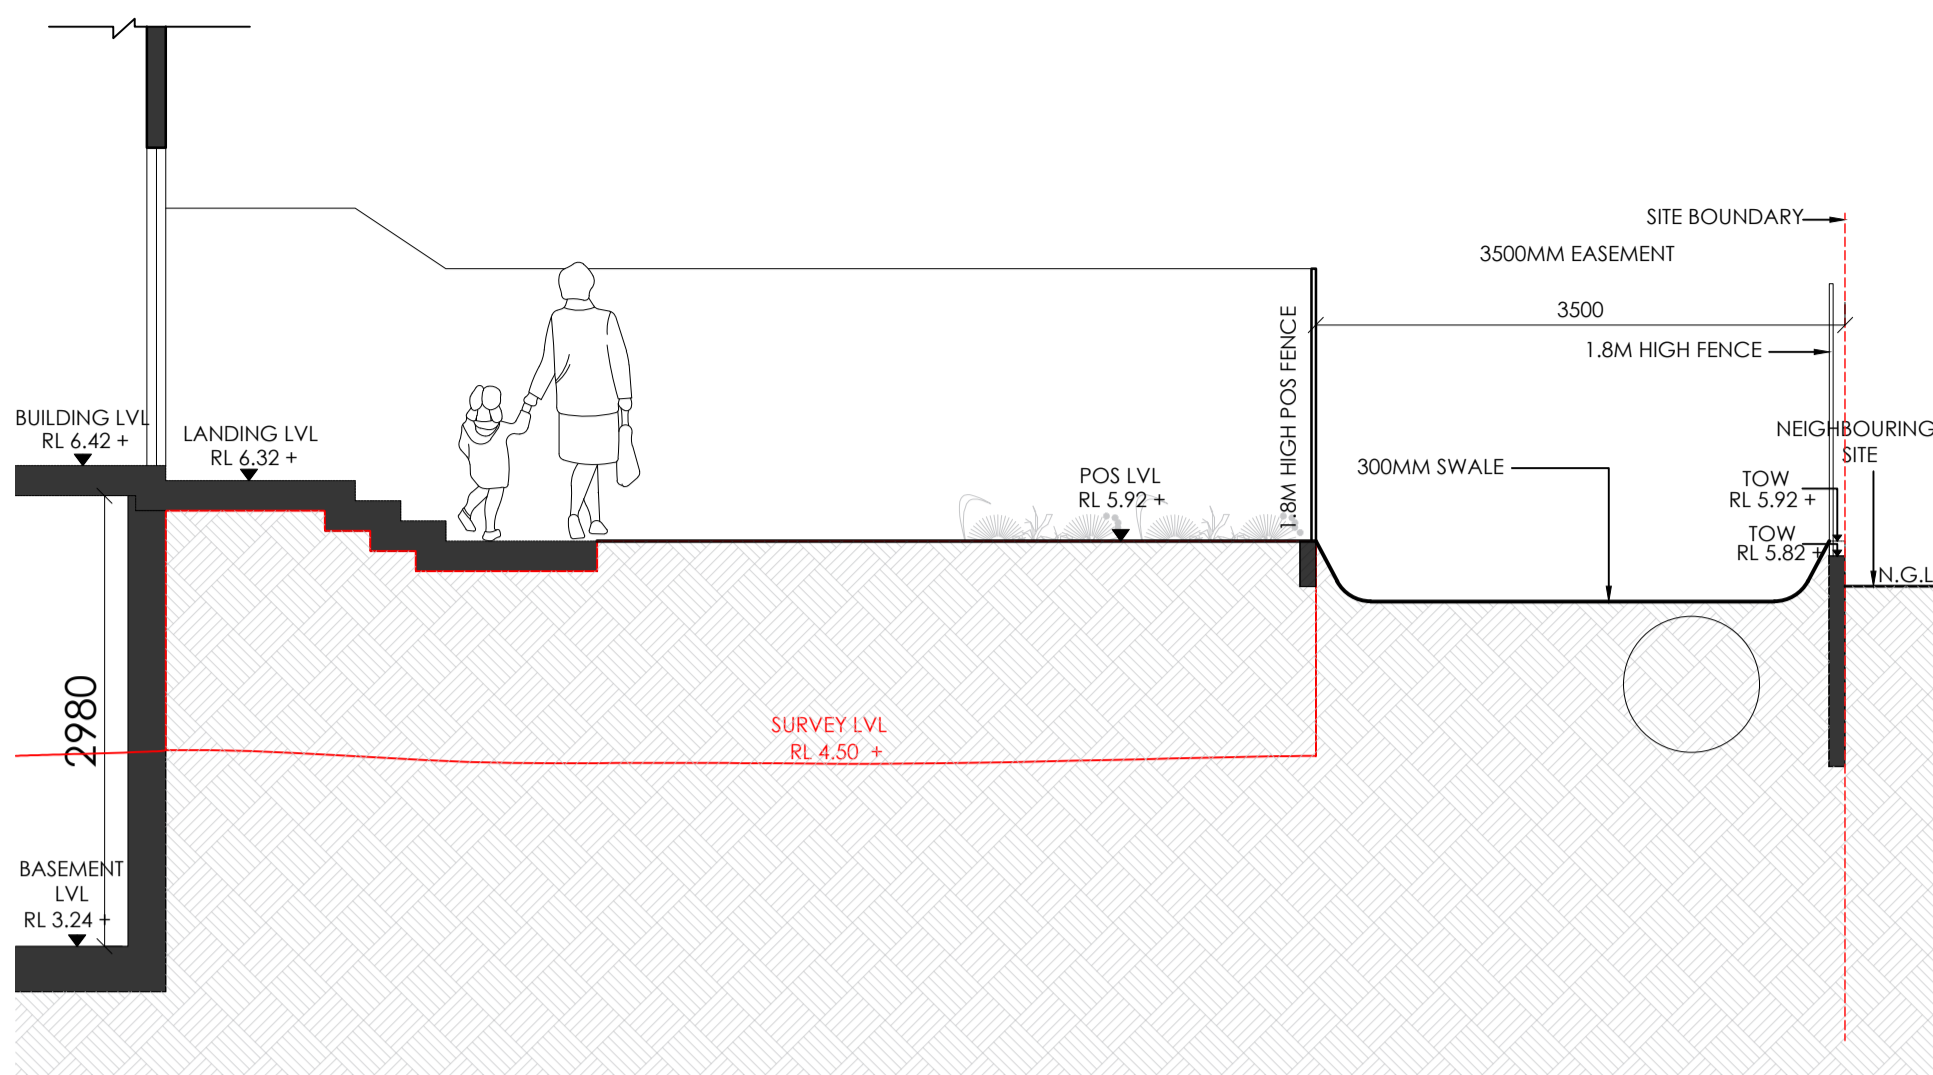 SITE BOUNDARY
3500MM EASEMENT
3500
1.8M HIGH FENCE
1.8M HIGH POS FENCE
BUILDING LVL
RL 6.42 +
LANDING LVL
RL 6.32 +
NEIGHBOURING
SITE
300MM SWALE
POS LVL
RL 5.92 +
TOW
RL 5.92 +
TOW
RL 5.82 +
N.G.L
2980
SURVEY LVL
RL 4.50 +
BASEMENT
LVL
RL 3.24 +